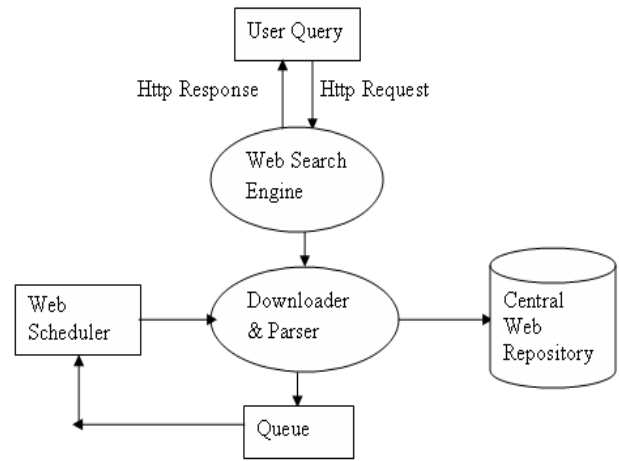 User Query
Http Response
Http Request
Web Search
Engine
Web
Scheduler
Downloader
& Parser
Central
Web
Repository
Queue